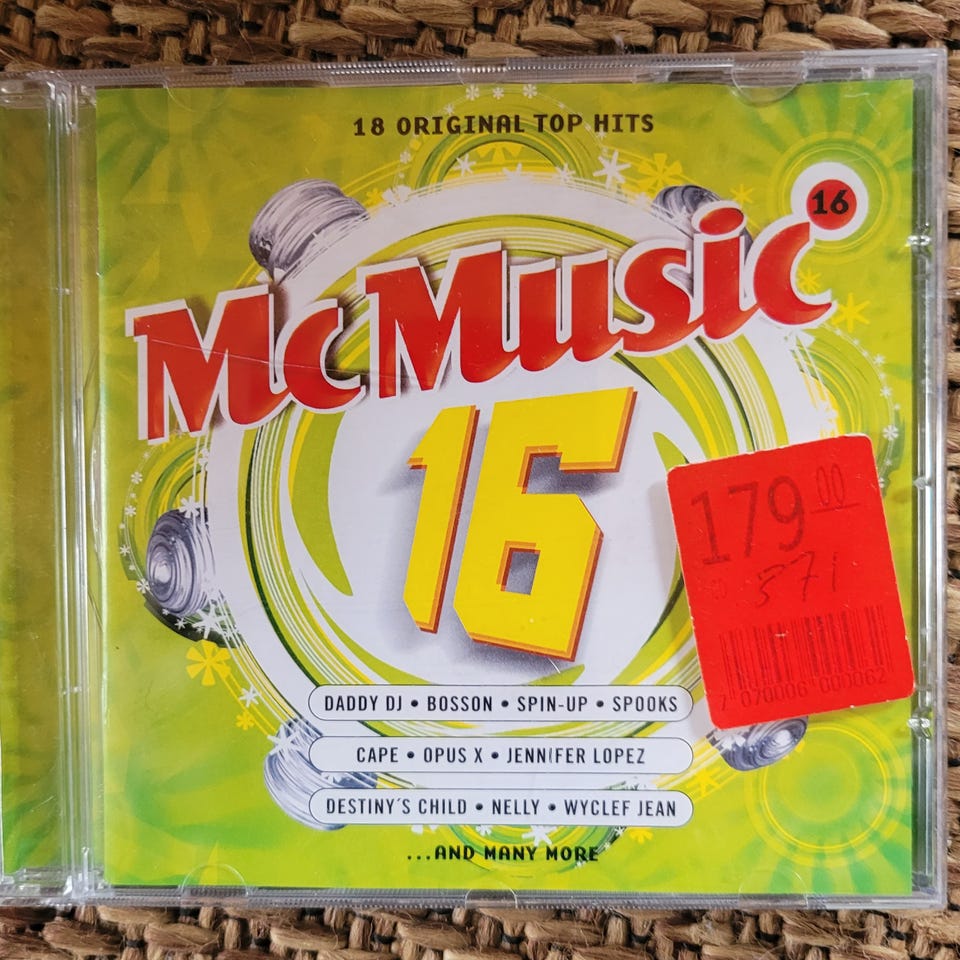 18 ORIGINAL TOP HITS
16
McMusic
16
179 00
571
7 070006 000062
DADDY DJ • BOSSON • SPIN-UP • SPOOKS
CAPE • OPUS X • JENNIFER LOPEZ
DESTINY´S CHILD • NELLY • WYCLEF JEAN
...AND MANY MORE